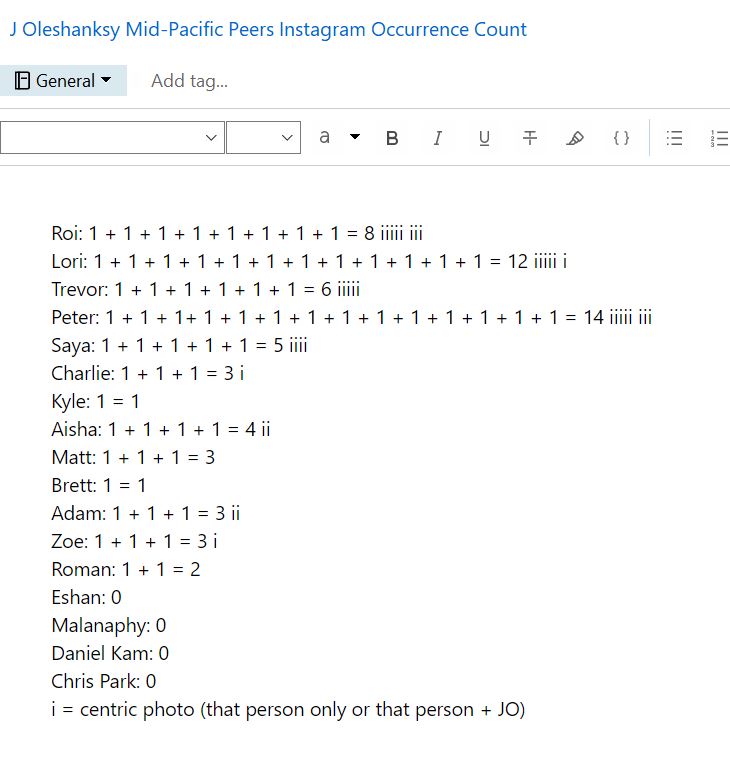 J Oleshanksy Mid-Pacific Peers Instagram Occurrence Count
General Add tag...
a B I U T {}
Roi: 1 + 1 + 1 + 1 + 1 + 1 + 1 + 1 = 8 iiiii iii
Lori: 1 + 1 + 1 + 1 + 1 + 1 + 1 + 1 + 1 + 1 + 1 + 1 = 12 iiiii i
Trevor: 1 + 1 + 1 + 1 + 1 + 1 = 6 iiiii
Peter: 1 + 1 + 1+ 1 + 1 + 1 + 1 + 1 + 1 + 1 + 1 + 1 + 1 + 1 = 14 iiiii iii
Saya: 1 + 1 + 1 + 1 + 1 = 5 iiii
Charlie: 1 + 1 + 1 = 3 i
Kyle: 1 = 1
Aisha: 1 + 1 + 1 + 1 = 4 ii
Matt: 1 + 1 + 1 = 3
Brett: 1 = 1
Adam: 1 + 1 + 1 = 3 ii
Zoe: 1 + 1 + 1 = 3 i
Roman: 1 + 1 = 2
Eshan: 0
Malanaphy: 0
Daniel Kam: 0
Chris Park: 0
i = centric photo (that person only or that person + JO)